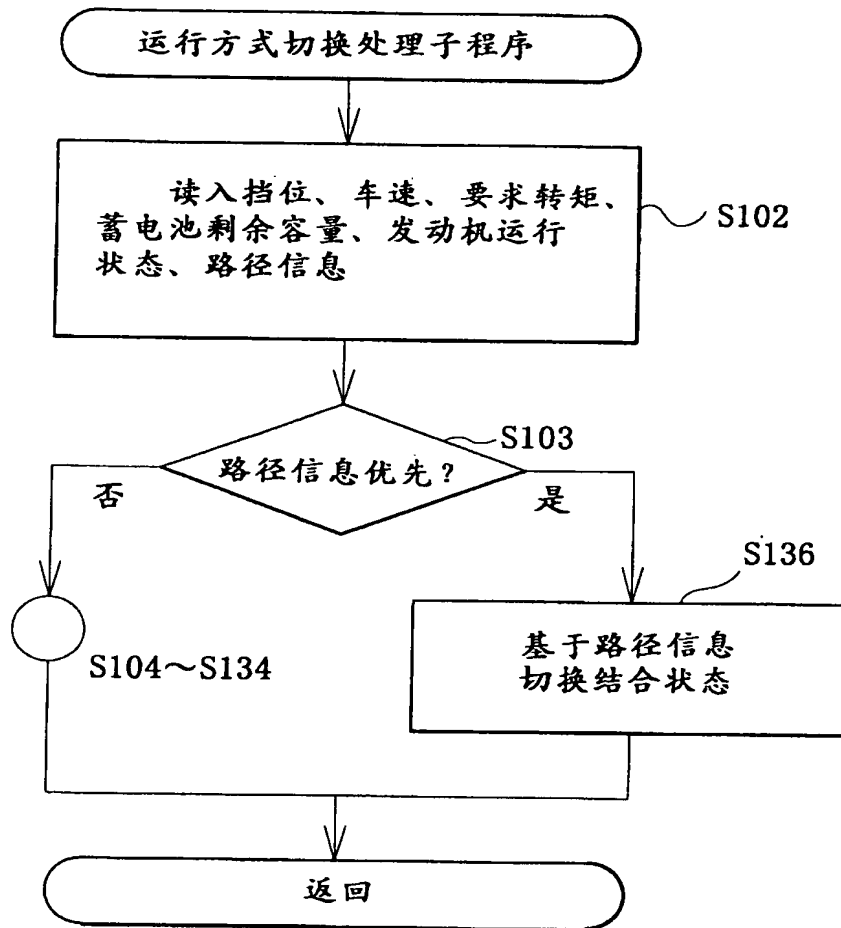 运行方式切换处理子程序
读入挡位、车速、要求转矩、
蓄电池剩余容量、发动机运行
状态、路径信息
S102
S103
路径信息优先？
否
是
S136
S104～S134
基于路径信息
切换结合状态
返回